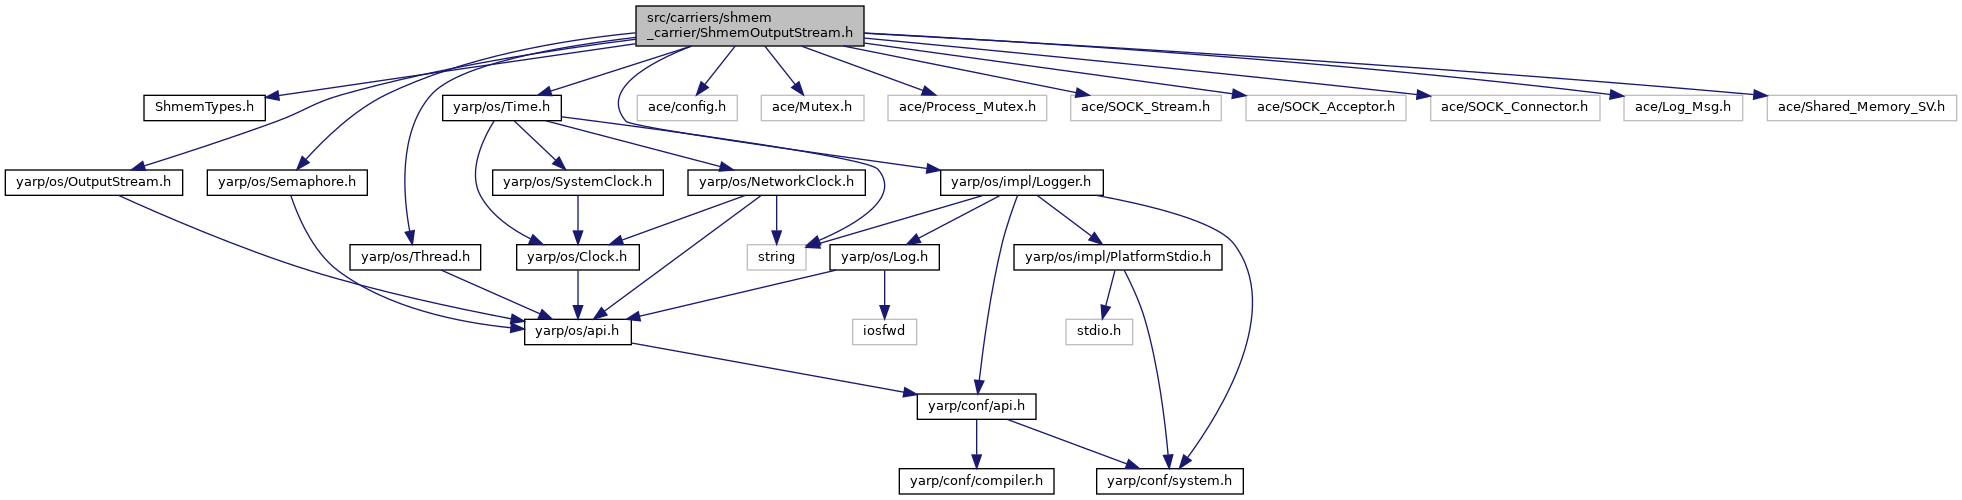 src/carriers/shmem
_carrier/ShmemOutputStream.h
ShmemTypes.h
yarp/os/Time.h
ace/config.h
ace/Mutex.h
ace/Process_Mutex.h
ace/SOCK_Stream.h
ace/SOCK_Acceptor.h
ace/SOCK_Connector.h
ace/Log_Msg.h
ace/Shared_Memory_SV.h
yarp/os/OutputStream.h
yarp/os/Semaphore.h
yarp/os/SystemClock.h
yarp/os/NetworkClock.h
yarp/os/impl/Logger.h
yarp/os/Thread.h
yarp/os/Clock.h
string
yarp/os/Log.h
yarp/os/impl/PlatformStdio.h
yarp/os/api.h
iosfwd
stdio.h
yarp/conf/api.h
yarp/conf/compiler.h
yarp/conf/system.h